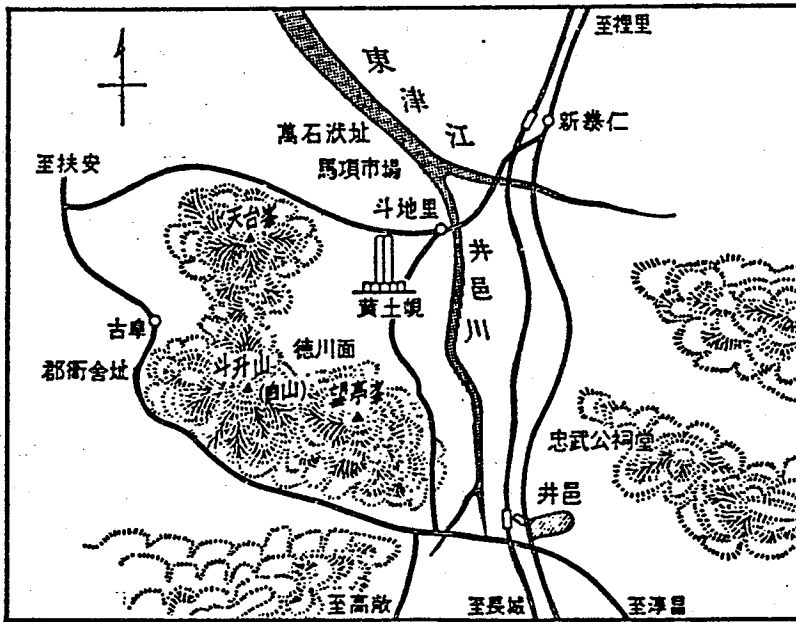 至裡里
東津江
新泰仁
萬石洑址
馬項市場
至扶安
斗地里
天台峯
井邑川
黃土峴
古阜
德川面
斗升山
郡衙舍址
(白山)
望亭峯
忠武公祠堂
井邑
至高敞
至長城
至淳昌